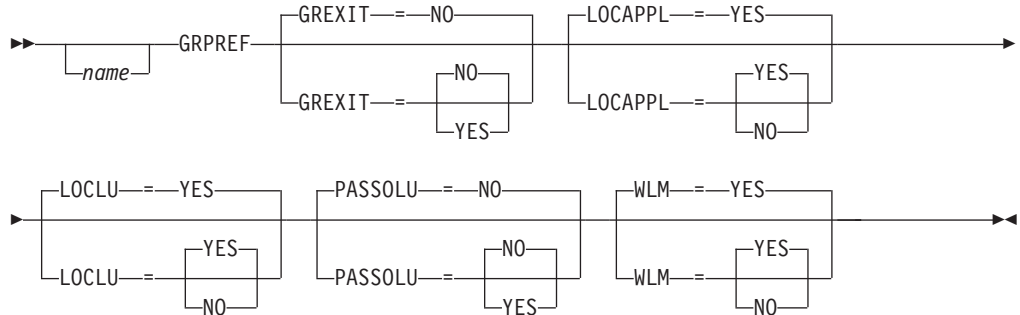 GREXIT = NO LOCAPPL = YES
name GRPREF
NO YES
GREXIT = LOCAPPL =
YES NO
LOCLU = YES PASSOLU = NO WLM = YES
YES NO YES
LOCLU = PASSOLU = WLM =
NO YES NO